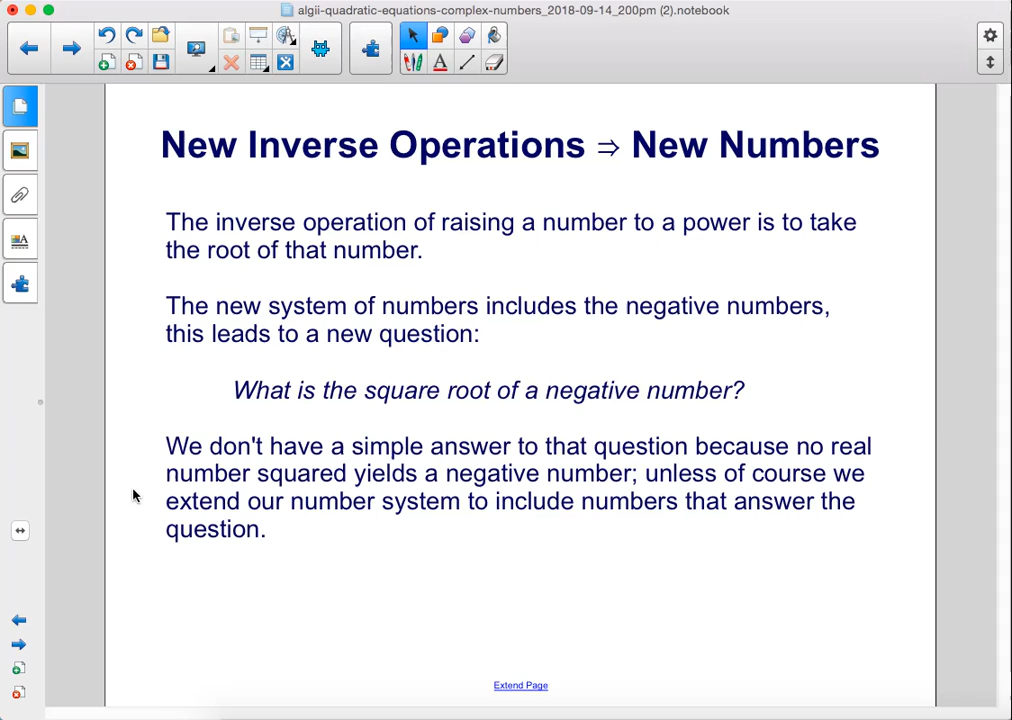 algii-quadratic-equations-complex-numbers_2018-09-14_200pm (2).notebook
New Inverse Operations ⇒ New Numbers
The inverse operation of raising a number to a power is to take
the root of that number.
The new system of numbers includes the negative numbers,
this leads to a new question:
What is the square root of a negative number?
We don't have a simple answer to that question because no real
number squared yields a negative number; unless of course we
extend our number system to include numbers that answer the
question.
Extend Page